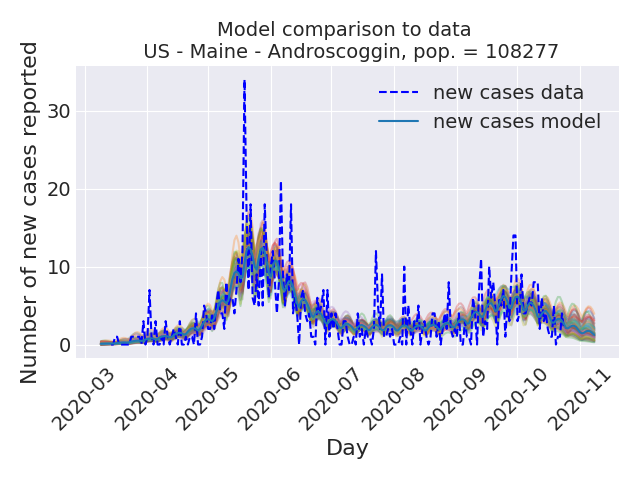 Model comparison to data
US - Maine - Androscoggin, pop. = 108277
Number of new cases reported
30
20
10
0
new cases data
new cases model
2020-03
2020-04
2020-05
2020-06
2020-07
2020-08
2020-09
2020-10
2020-11
Day